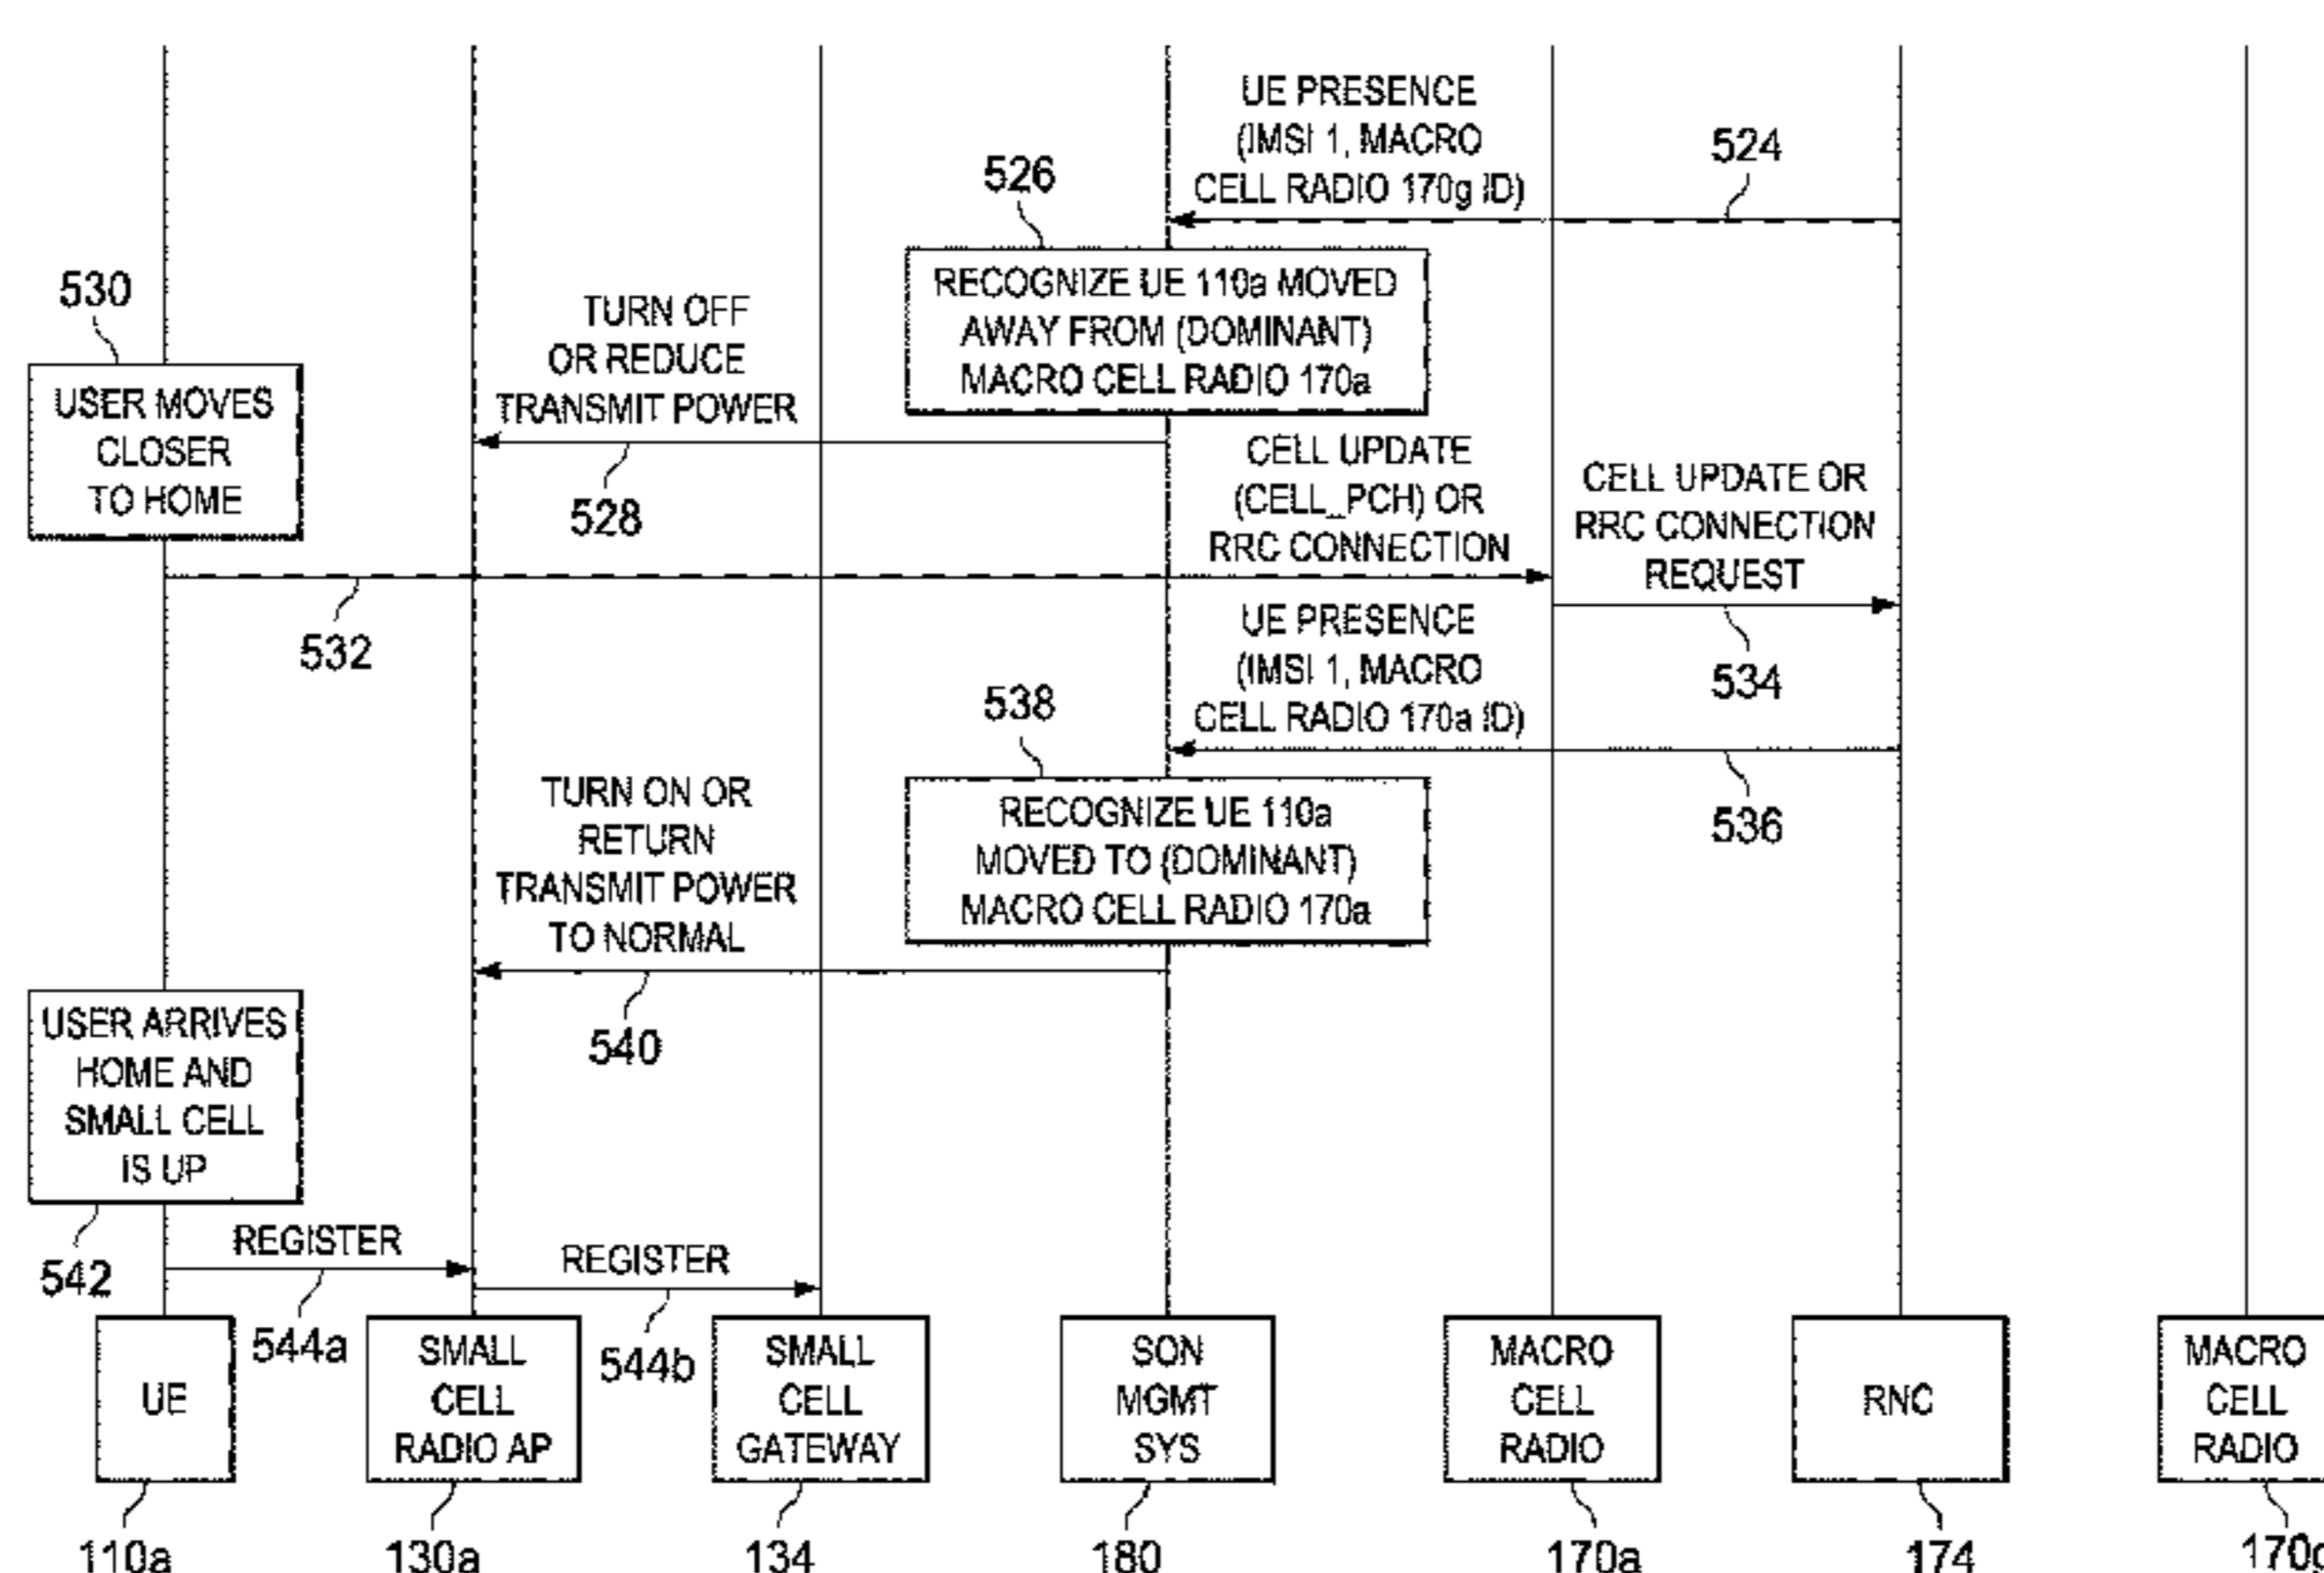 UE PRESENCE
(IMSI 1, MACRO
CELL RADIO 170g ID)
524
526
RECOGNIZE UE 110a MOVED
AWAY FROM (DOMINANT)
MACRO CELL RADIO 170a
530
USER MOVES
CLOSER
TO HOME
TURN OFF
OR REDUCE
TRANSMIT POWER
528
CELL UPDATE
(CELL_PCH) OR
RRC CONNECTION
532
CELL UPDATE OR
RRC CONNECTION
REQUEST
534
UE PRESENCE
(IMSI 1, MACRO
CELL RADIO 170a ID)
536
538
RECOGNIZE UE 110a
MOVED TO (DOMINANT)
MACRO CELL RADIO 170a
TURN ON OR
RETURN
TRANSMIT POWER
TO NORMAL
540
USER ARRIVES
HOME AND
SMALL CELL
IS UP
542
REGISTER
544a
REGISTER
544b
UE
110a
SMALL
CELL
RADIO AP
130a
SMALL
CELL
GATEWAY
134
SON
MGMT
SYS
180
MACRO
CELL
RADIO
170a
RNC
174
MACRO
CELL
RADIO
170g